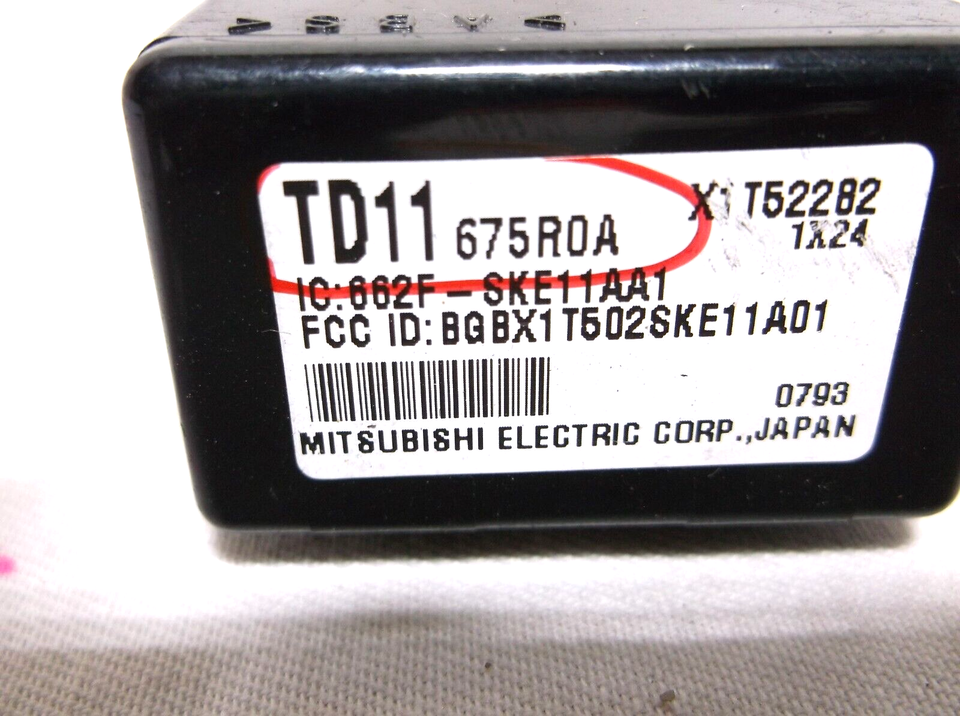 TD11 675R0A X1T52282
1X24
IC:662F-SKE11AA1
FCC ID: BGBX1T502SKE11A01
0793
MITSUBISHI ELECTRIC CORP.,JAPAN